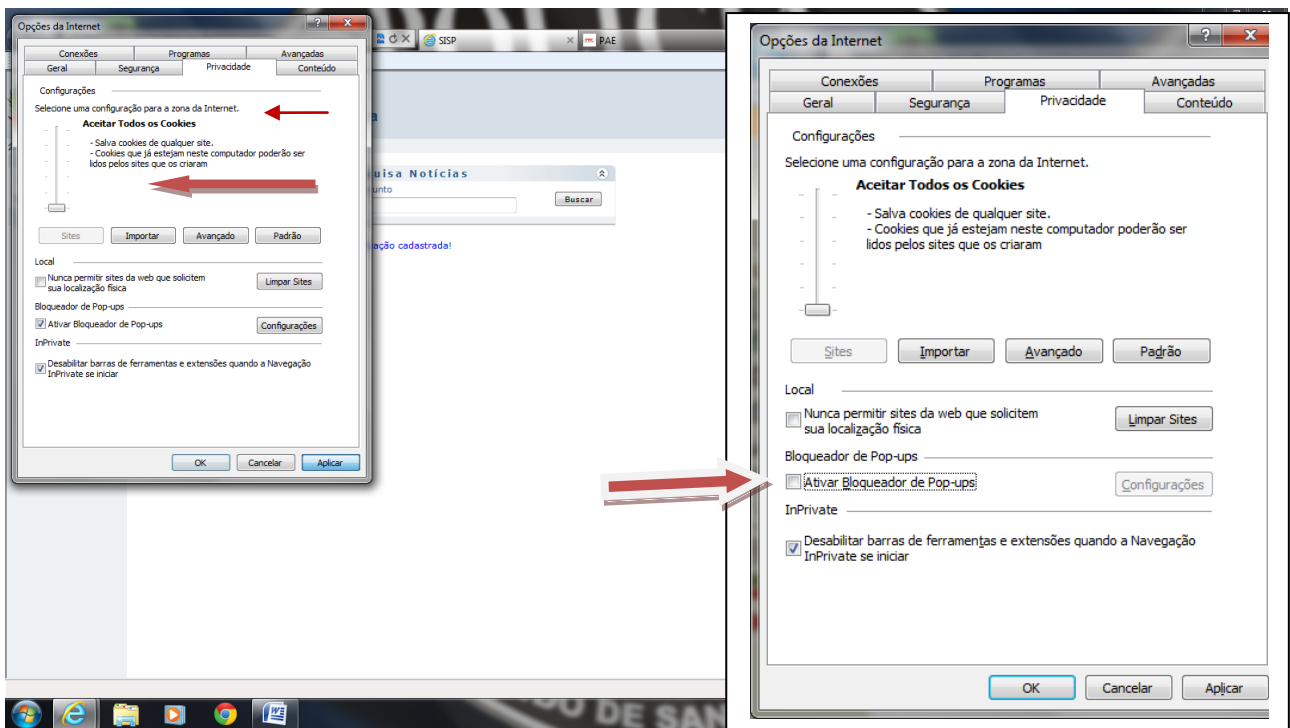 Opções da Internet
Conexões Programas Avançadas
Geral Segurança Privacidade Conteúdo
Configurações
Selecione uma configuração para a zona da Internet.
Aceitar Todos os Cookies
- Salva cookies de qualquer site.
- Cookies que já estejam neste computador poderão ser
lidos pelos sites que os criaram
Sites Importar Avançado Padrão
Local
Nunca permitir sites da web que solicitem
sua localização física
Limpar Sites
Bloqueador de Pop-ups
Ativar Bloqueador de Pop-ups
Configurações
InPrivate
Desabilitar barras de ferramentas e extensões quando a Navegação
InPrivate se iniciar
OK Cancelar Aplicar
SISP
PAE
uisa Notícias
unto
Buscar
ação cadastrada!
DO DE SAN
Opções da Internet
Conexões Programas Avançadas
Geral Segurança Privacidade Conteúdo
Configurações
Selecione uma configuração para a zona da Internet.
Aceitar Todos os Cookies
- Salva cookies de qualquer site.
- Cookies que já estejam neste computador poderão ser
lidos pelos sites que os criaram
Sites Importar Avançado Padrão
Local
Nunca permitir sites da web que solicitem
sua localização física
Limpar Sites
Bloqueador de Pop-ups
Ativar Bloqueador de Pop-ups
Configurações
InPrivate
Desabilitar barras de ferramentas e extensões quando a Navegação
InPrivate se iniciar
OK Cancelar Aplicar